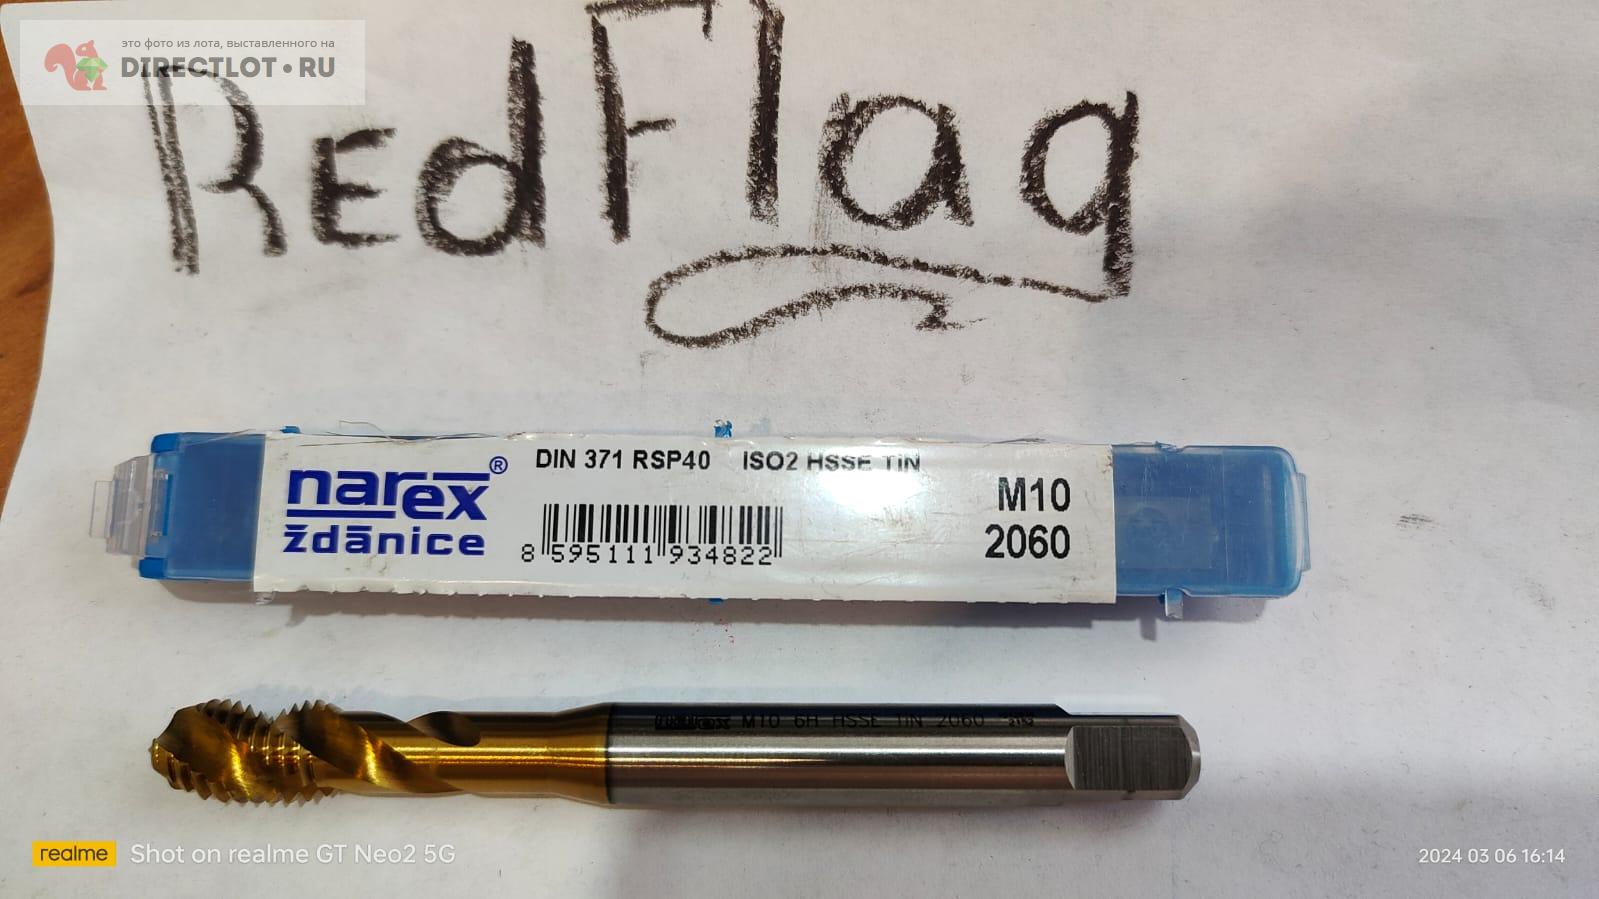 это фото из лота, выставленного на
DIRECTLOT•RU
RedFlag
narex®
ždánice
DIN 371 RSP40 ISO2 HSSE TiN
8 595111 934822
M10
2060
narex M10 6H HSSE TiN 2060
realme Shot on realme GT Neo2 5G
2024 03 06 16:14